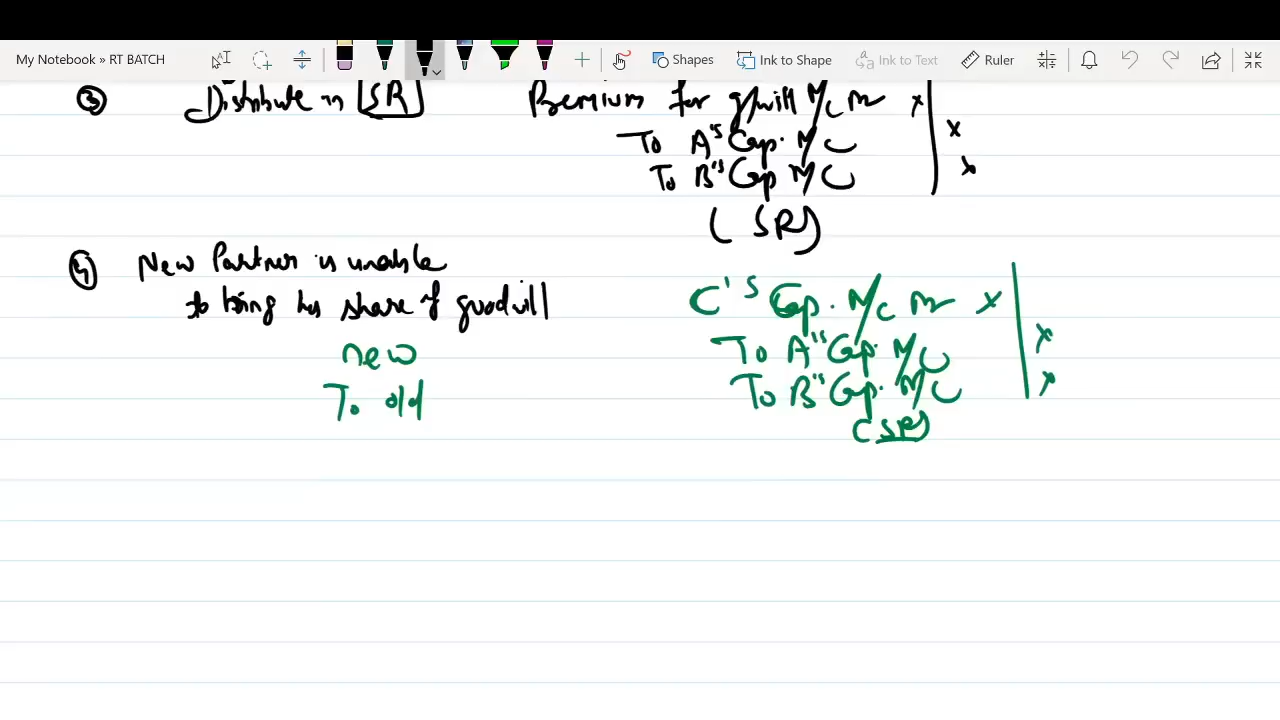 My Notebook » RT BATCH
Shapes
Ink to Shape
Ink to Text
Ruler
③ Distribute in SR
Premium for g/will A/c Dr x
To A's Cap. A/C x
To B's Cap A/C x
(SR)
④ New Partner is unable
to bring his share of goodwill
new
To old
C's Cap. A/c Dr x
To A's Cap. A/C x
To B's Cap. A/C x
(SR)